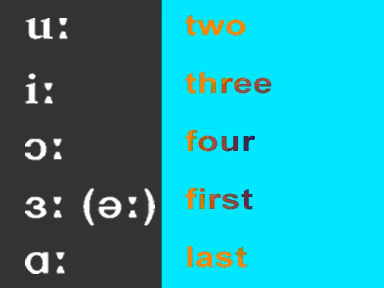 uː two
iː three
ɔː four
ɜː (əː) first
ɑː last